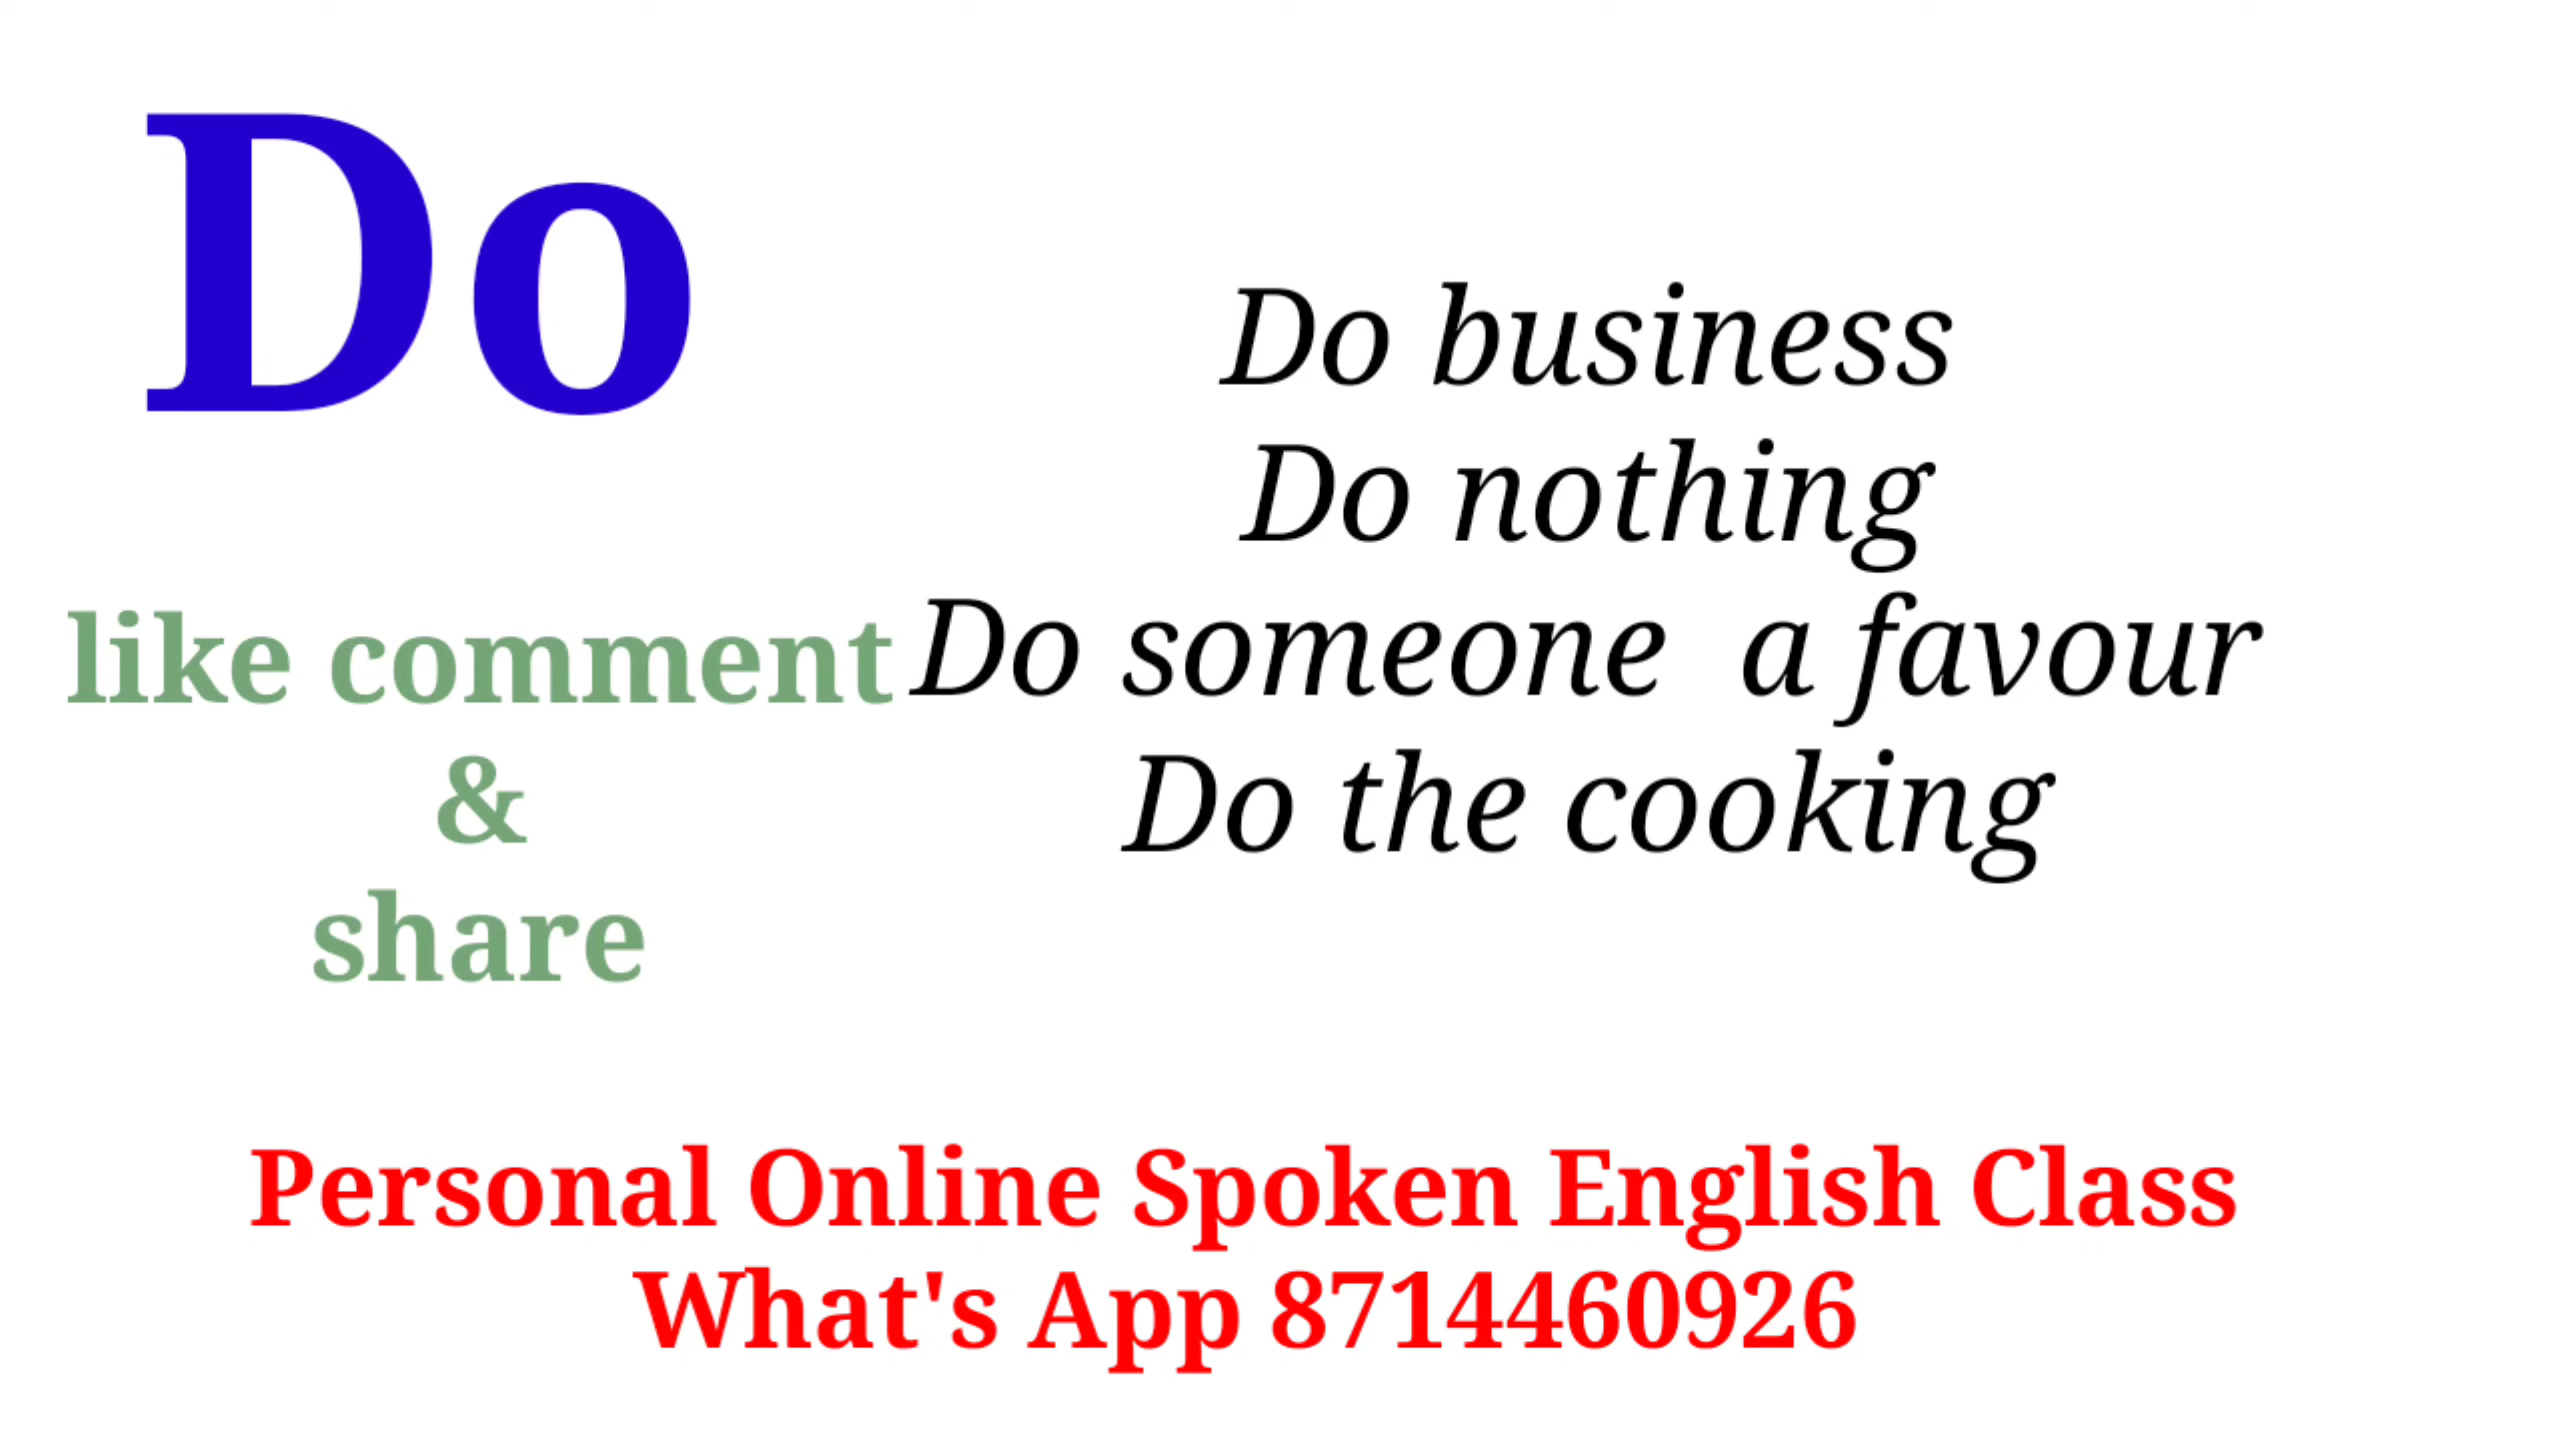 Do
Do business
Do nothing
Do someone a favour
Do the cooking
like comment
&
share
Personal Online Spoken English Class
What's App 8714460926